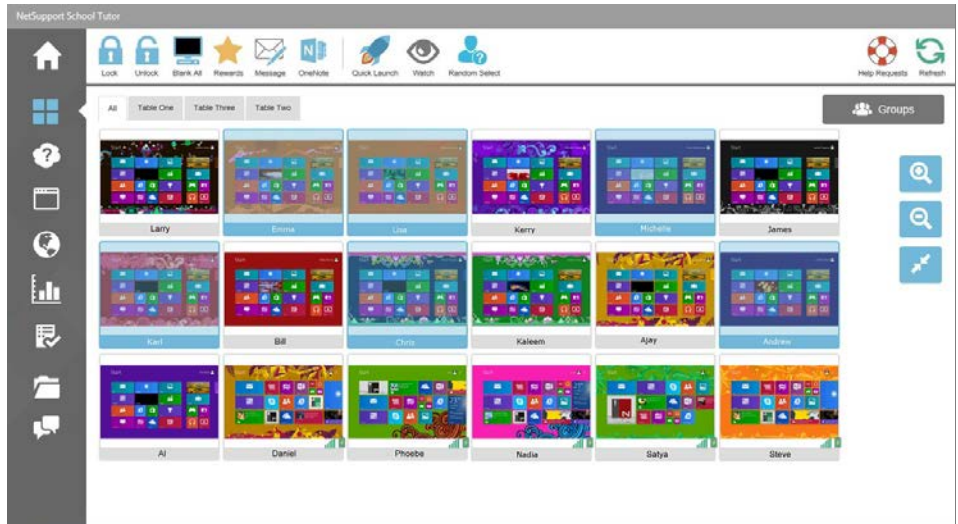 NetSupport School Tutor
Lock
Unlock
Blank All
Rewards
Message
OneNote
Quick Launch
Watch
Random Select
Help Requests
Refresh
All
Table One
Table Three
Table Two
Groups
Larry
Emma
Lisa
Kerry
Michelle
James
Karl
Bill
Chris
Kaleem
Ajay
Andrew
Al
Daniel
Phoebe
Nadia
Satya
Steve